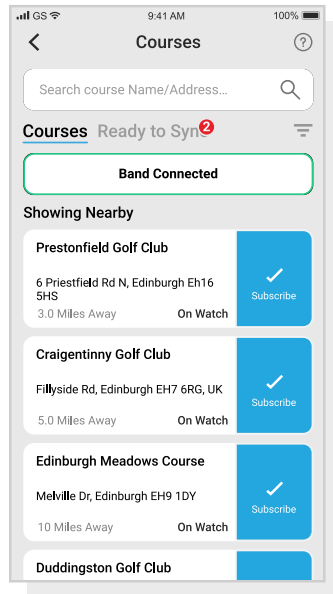 GS 9:41 AM 100%
Courses ?
Search course Name/Address...
Courses Ready to Sync 2
Band Connected
Showing Nearby
Prestonfield Golf Club
6 Priestfield Rd N, Edinburgh Eh16
5HS
3.0 Miles Away On Watch
Subscribe
Craigentinny Golf Club
Fillyside Rd, Edinburgh EH7 6RG, UK
5.0 Miles Away On Watch
Subscribe
Edinburgh Meadows Course
Melville Dr, Edinburgh EH9 1DY
10 Miles Away On Watch
Subscribe
Duddingston Golf Club